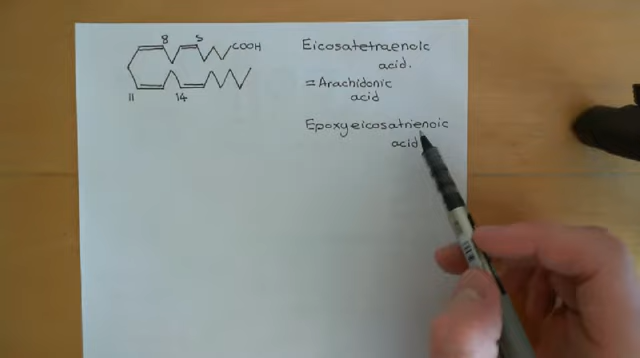 8 5
COOH
11 14
Eicosatetraenoic
acid.
= Arachidonic
acid
Epoxyeicosatrienoic
acid